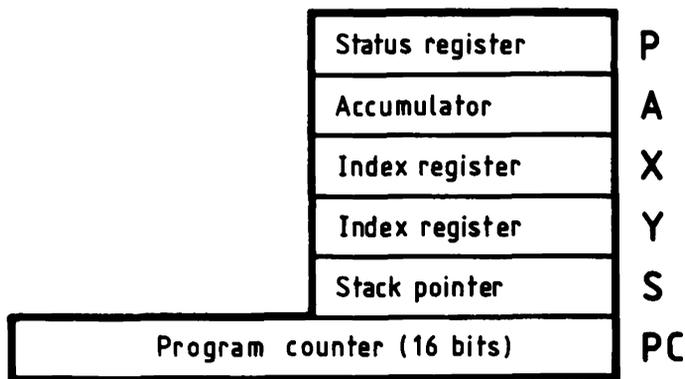 Status register P
Accumulator A
Index register X
Index register Y
Stack pointer S
Program counter (16 bits) PC